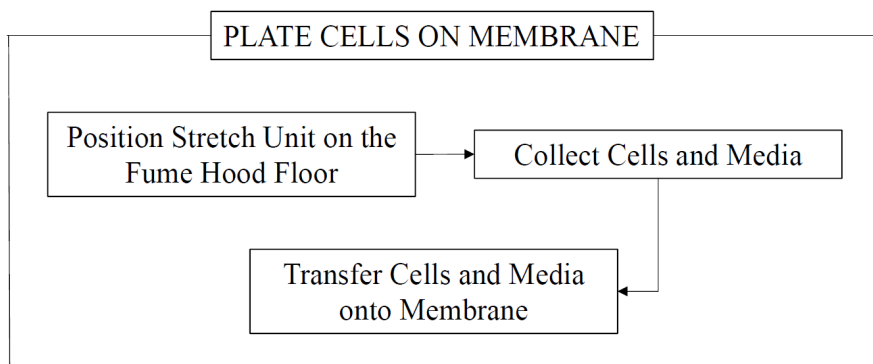 PLATE CELLS ON MEMBRANE
Position Stretch Unit on the
Fume Hood Floor
Collect Cells and Media
Transfer Cells and Media
onto Membrane